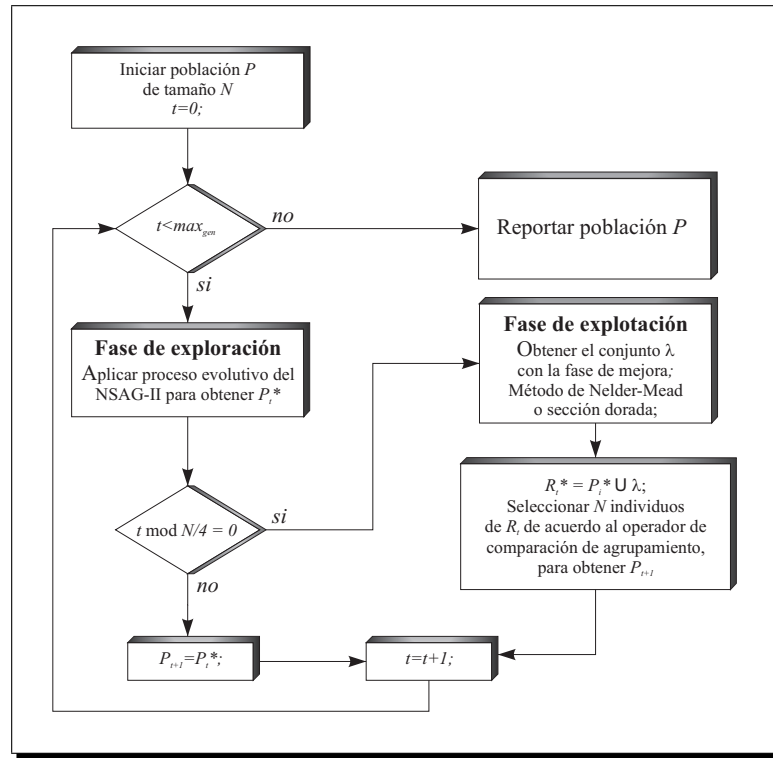 Iniciar población P
de tamaño N
t=0;
t<max_gen
no
Reportar población P
si
Fase de exploración
Aplicar proceso evolutivo del
NSAG-II para obtener P_t*
Fase de explotación
Obtener el conjunto λ
con la fase de mejora;
Método de Nelder-Mead
o sección dorada;
t mod N/4 = 0
si
no
R_t* = P_i* ∪ λ;
Seleccionar N individuos
de R_t de acuerdo al operador de
comparación de agrupamiento,
para obtener P_{t+1}
P_{t+1}=P_t*;
t=t+1;